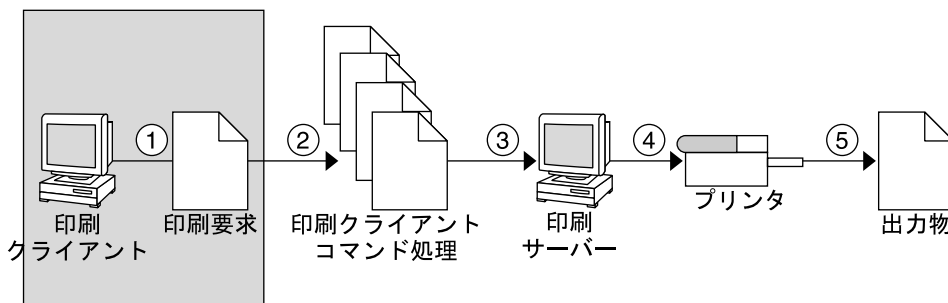 ①
②
③
④
⑤
印刷
クライアント
印刷要求
印刷クライアント
コマンド処理
印刷
サーバー
プリンタ
出力物